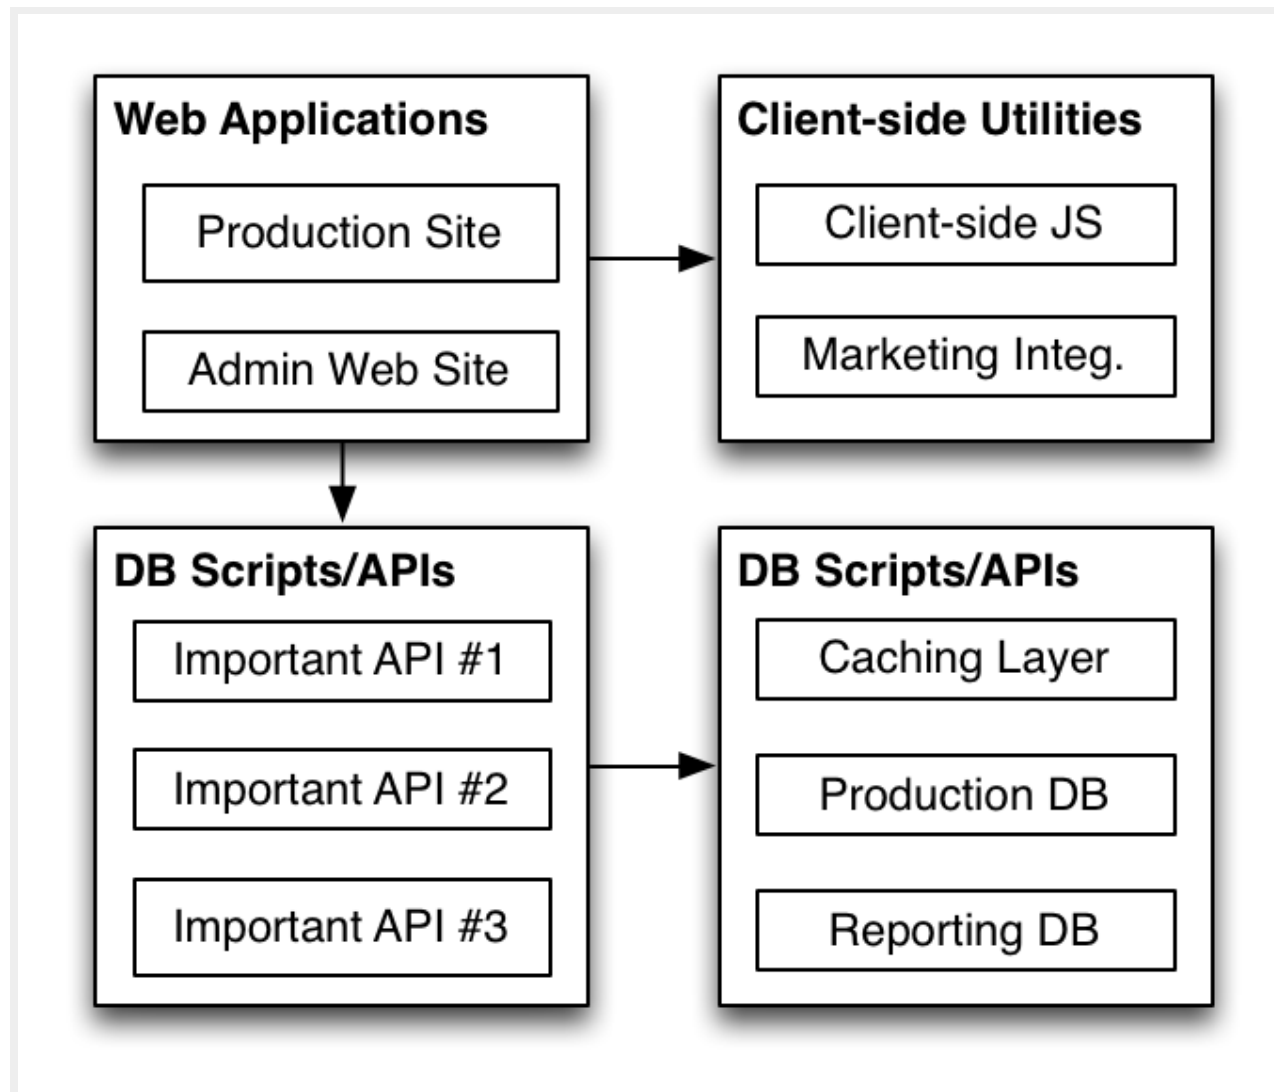 Web Applications
Production Site
Admin Web Site
Client-side Utilities
Client-side JS
Marketing Integ.
DB Scripts/APIs
Important API #1
Important API #2
Important API #3
DB Scripts/APIs
Caching Layer
Production DB
Reporting DB